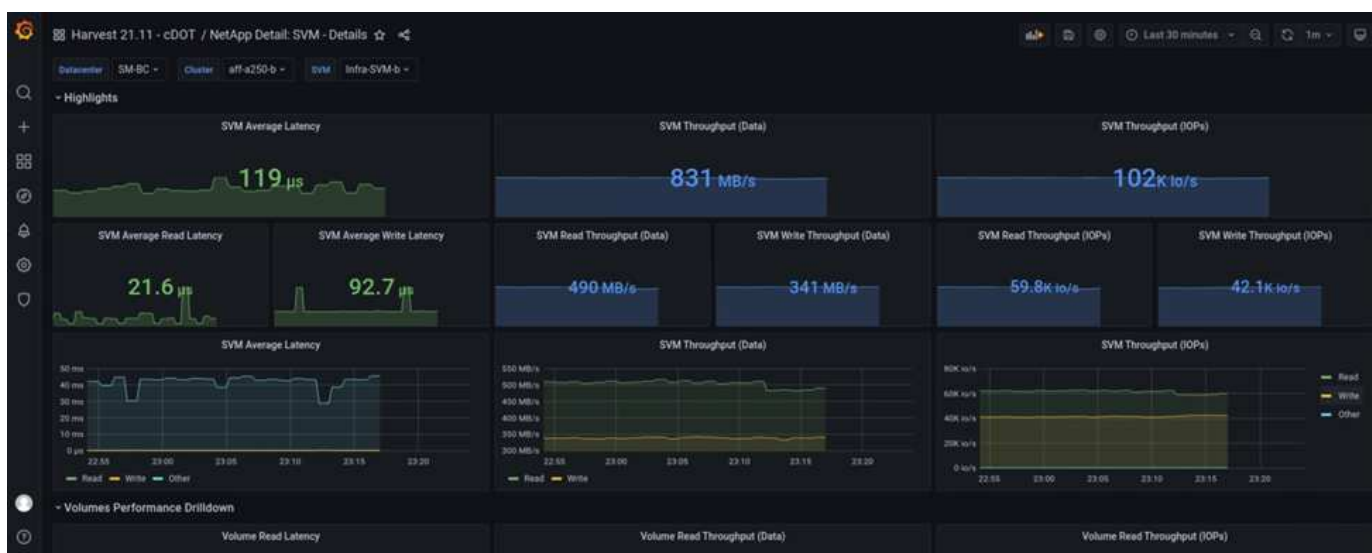 Harvest 21.11 - cDOT / NetApp Detail: SVM - Details
Last 30 minutes
1m
Datacenter SM-BC Cluster aff-a250-b SVM Infra-SVM-b
Highlights
SVM Average Latency
119 µs
SVM Throughput (Data)
831 MB/s
SVM Throughput (IOPs)
102K io/s
SVM Average Read Latency
21.6 µs
SVM Average Write Latency
92.7 µs
SVM Read Throughput (Data)
490 MB/s
SVM Write Throughput (Data)
341 MB/s
SVM Read Throughput (IOPs)
59.8K io/s
SVM Write Throughput (IOPs)
42.1K io/s
SVM Average Latency
50 ms
40 ms
30 ms
20 ms
10 ms
0 µs
22:55 23:00 23:05 23:10 23:15 23:20
Read Write Other
SVM Throughput (Data)
550 MB/s
500 MB/s
450 MB/s
400 MB/s
350 MB/s
300 MB/s
22:55 23:00 23:05 23:10 23:15 23:20
Read Write
SVM Throughput (IOPs)
80K io/s
60K io/s
40K io/s
20K io/s
0 io/s
22:55 23:00 23:05 23:10 23:15 23:20
Read
Write
Other
Volumes Performance Drilldown
Volume Read Latency
Volume Read Throughput (Data)
Volume Read Throughput (IOPs)